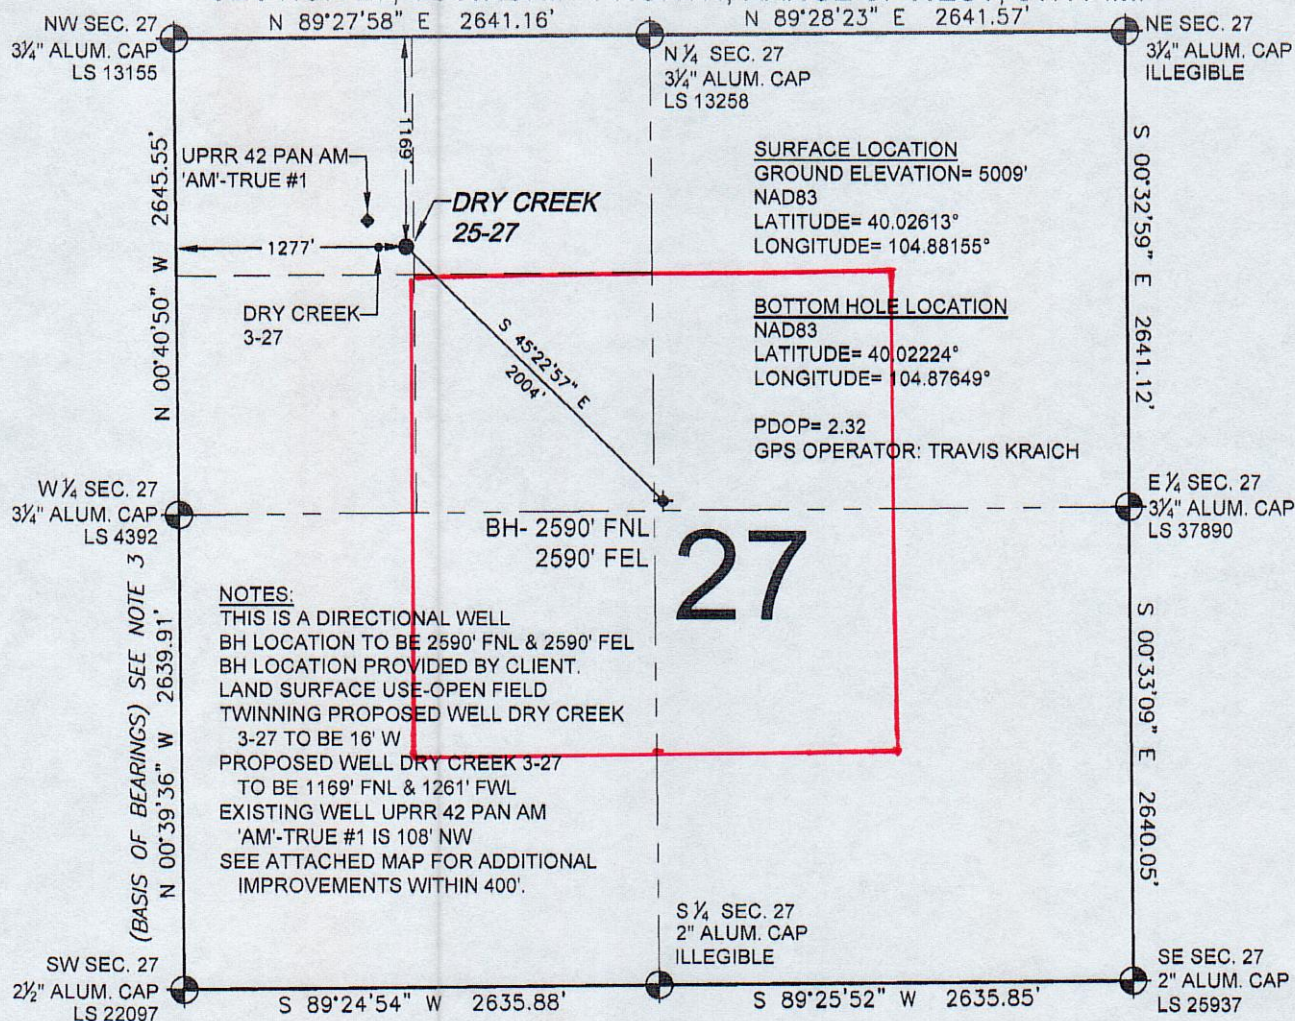 N 89°27'58" E 2641.16'
N 89°28'23" E 2641.57'
NW SEC. 27
3¼" ALUM. CAP
LS 13155
N ¼ SEC. 27
3¼" ALUM. CAP
LS 13258
NE SEC. 27
3¼" ALUM. CAP
ILLEGIBLE
N 00°40'50" W 2645.55'
UPRR 42 PAN AM
'AM'-TRUE #1
1169'
DRY CREEK
25-27
1277'
DRY CREEK
3-27
S 45°22'57" E
2004'
SURFACE LOCATION
GROUND ELEVATION= 5009'
NAD83
LATITUDE= 40.02613°
LONGITUDE= 104.88155°
BOTTOM HOLE LOCATION
NAD83
LATITUDE= 40.02224°
LONGITUDE= 104.87649°
PDOP= 2.32
GPS OPERATOR: TRAVIS KRAICH
S 00°32'59" E 2641.12'
W ¼ SEC. 27
3¼" ALUM. CAP
LS 4392
E ¼ SEC. 27
3¼" ALUM. CAP
LS 37890
BH- 2590' FNL
2590' FEL
27
NOTES:
THIS IS A DIRECTIONAL WELL
BH LOCATION TO BE 2590' FNL & 2590' FEL
BH LOCATION PROVIDED BY CLIENT.
LAND SURFACE USE-OPEN FIELD
TWINNING PROPOSED WELL DRY CREEK
3-27 TO BE 16' W
PROPOSED WELL DRY CREEK 3-27
TO BE 1169' FNL & 1261' FWL
EXISTING WELL UPRR 42 PAN AM
'AM'-TRUE #1 IS 108' NW
SEE ATTACHED MAP FOR ADDITIONAL
IMPROVEMENTS WITHIN 400'.
(BASIS OF BEARINGS) SEE NOTE 3
N 00°39'36" W 2639.91'
S 00°33'09" E 2640.05'
S ¼ SEC. 27
2" ALUM. CAP
ILLEGIBLE
SW SEC. 27
2½" ALUM. CAP
LS 22097
SE SEC. 27
2" ALUM. CAP
LS 25937
S 89°24'54" W 2635.88'
S 89°25'52" W 2635.85'